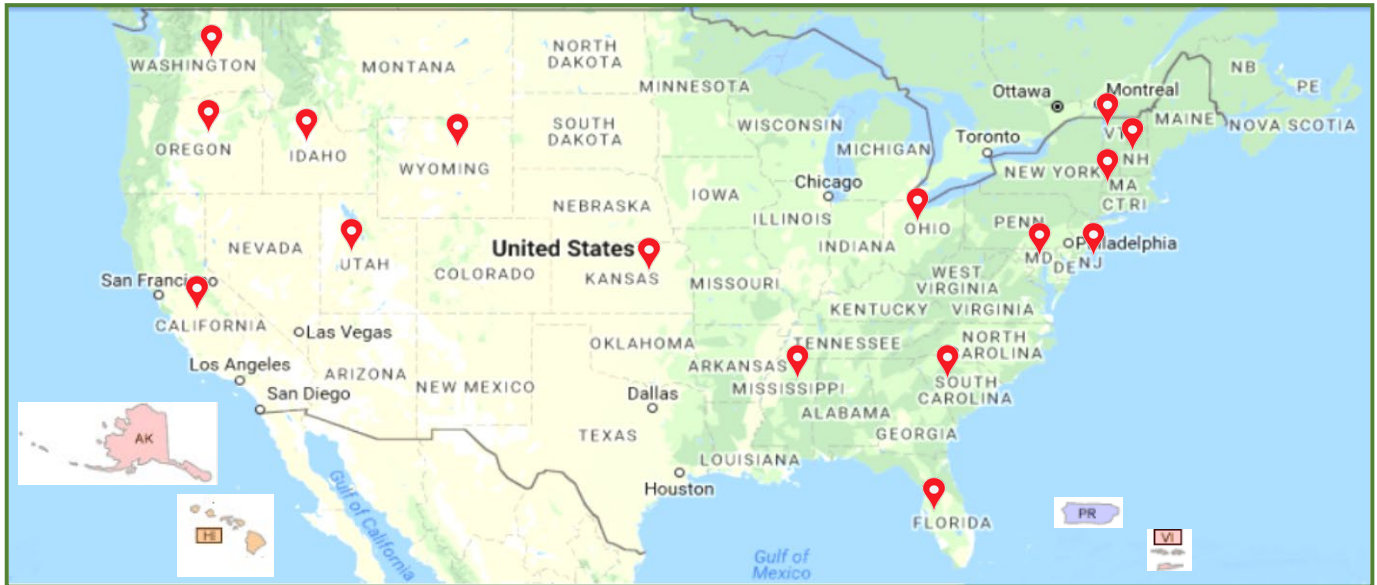 WASHINGTON
MONTANA
NORTH
DAKOTA
MINNESOTA
Ottawa
Montreal
NB
PE
MAINE
NOVA SCOTIA
VT
NH
OREGON
IDAHO
WYOMING
SOUTH
DAKOTA
WISCONSIN
MICHIGAN
Toronto
NEW YORK
MA
CT RI
Chicago
IOWA
NEBRASKA
ILLINOIS
INDIANA
OHIO
PENN
Philadelphia
MD
DE
NJ
NEVADA
UTAH
COLORADO
United States
KANSAS
MISSOURI
WEST
VIRGINIA
KENTUCKY
VIRGINIA
San Francisco
CALIFORNIA
Las Vegas
Los Angeles
San Diego
ARIZONA
NEW MEXICO
OKLAHOMA
ARKANSAS
TENNESSEE
NORTH
CAROLINA
MISSISSIPPI
SOUTH
CAROLINA
Dallas
ALABAMA
GEORGIA
TEXAS
LOUISIANA
Houston
FLORIDA
AK
HI
Gulf of California
Gulf of
Mexico
PR
VI